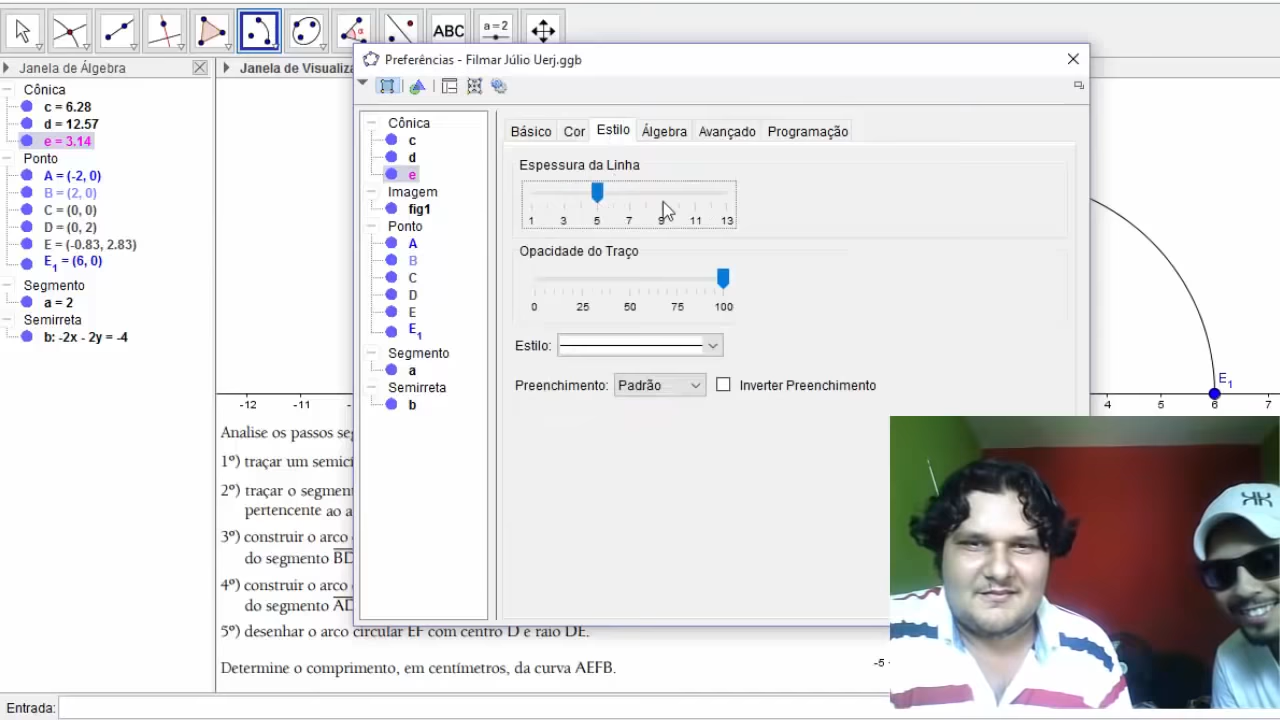 ABC
a=2
Preferências - Filmar Júlio Uerj.ggb
Janela de Álgebra
Janela de Visualiza
Cônica
c = 6.28
d = 12.57
e = 3.14
Ponto
A = (-2, 0)
B = (2, 0)
C = (0, 0)
D = (0, 2)
E = (-0.83, 2.83)
E1 = (6, 0)
Segmento
a = 2
Semirreta
b: -2x - 2y = -4
Cônica
c
d
e
Imagem
fig1
Ponto
A
B
C
D
E
E1
Segmento
a
Semirreta
b
Básico Cor Estilo Álgebra Avançado Programação
Espessura da Linha
1 3 5 7 9 11 13
Opacidade do Traço
0 25 50 75 100
Estilo:
Preenchimento: Padrão Inverter Preenchimento
E1
-12 -11 4 5 6 7
Analise os passos se
1º) traçar um semicí
2º) traçar o segment
pertencente ao a
3º) construir o arco
do segmento BD
4º) construir o arco
do segmento AD
5º) desenhar o arco circular EF com centro D e raio DE.
Determine o comprimento, em centímetros, da curva AEFB.
-5
Entrada: